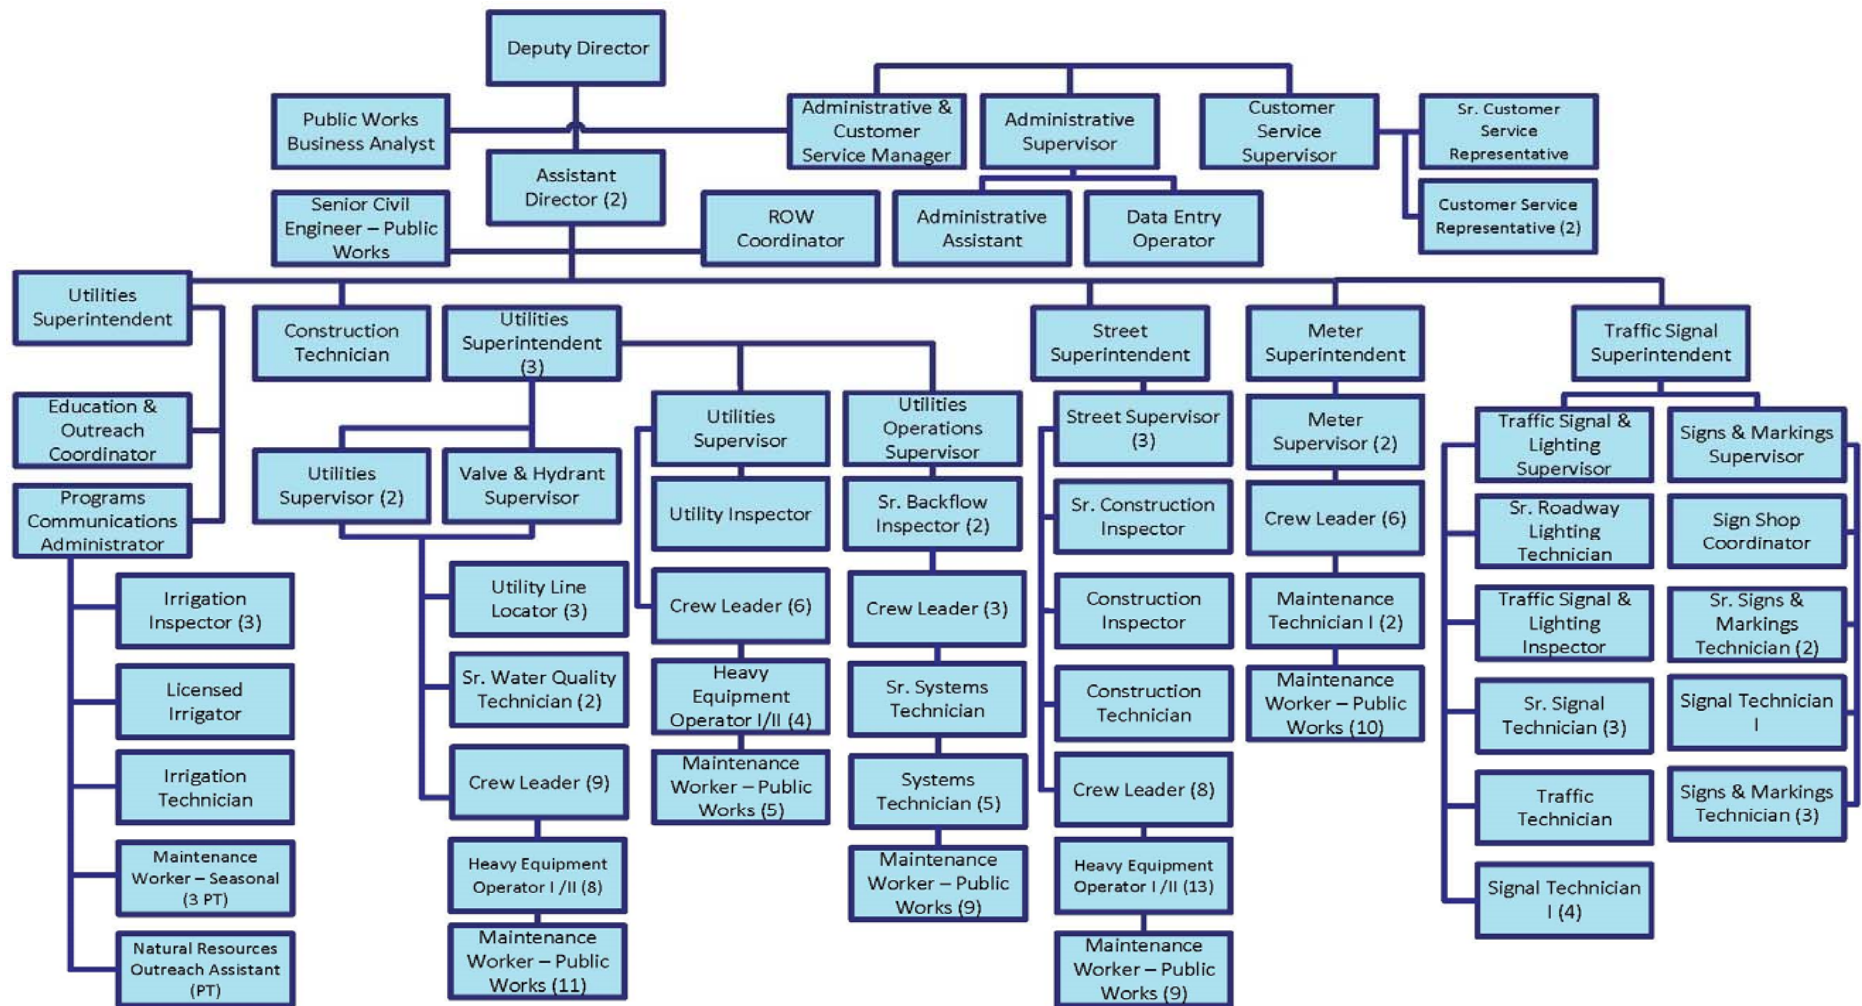 Deputy Director
Public Works
Business Analyst
Administrative &
Customer
Service Manager
Administrative
Supervisor
Customer
Service
Supervisor
Sr. Customer
Service
Representative
Assistant
Director (2)
Senior Civil
Engineer – Public
Works
ROW
Coordinator
Administrative
Assistant
Data Entry
Operator
Customer Service
Representative (2)
Utilities
Superintendent
Construction
Technician
Utilities
Superintendent
(3)
Street
Superintendent
Meter
Superintendent
Traffic Signal
Superintendent
Education &
Outreach
Coordinator
Programs
Communications
Administrator
Irrigation
Inspector (3)
Licensed
Irrigator
Irrigation
Technician
Maintenance
Worker – Seasonal
(3 PT)
Natural Resources
Outreach Assistant
(PT)
Utilities
Supervisor (2)
Valve & Hydrant
Supervisor
Utility Line
Locator (3)
Sr. Water Quality
Technician (2)
Crew Leader (9)
Heavy Equipment
Operator I /II (8)
Maintenance
Worker – Public
Works (11)
Utilities
Supervisor
Utility Inspector
Crew Leader (6)
Heavy
Equipment
Operator I/II (4)
Maintenance
Worker – Public
Works (5)
Utilities
Operations
Supervisor
Sr. Backflow
Inspector (2)
Crew Leader (3)
Sr. Systems
Technician
Systems
Technician (5)
Maintenance
Worker – Public
Works (9)
Street Supervisor
(3)
Sr. Construction
Inspector
Construction
Inspector
Construction
Technician
Crew Leader (8)
Heavy Equipment
Operator I /II (13)
Maintenance
Worker – Public
Works (9)
Meter
Supervisor (2)
Crew Leader (6)
Maintenance
Technician I (2)
Maintenance
Worker – Public
Works (10)
Traffic Signal &
Lighting
Supervisor
Sr. Roadway
Lighting
Technician
Traffic Signal &
Lighting
Inspector
Sr. Signal
Technician (3)
Traffic
Technician
Signal Technician
I (4)
Signs & Markings
Supervisor
Sign Shop
Coordinator
Sr. Signs &
Markings
Technician (2)
Signal Technician
I
Signs & Markings
Technician (3)